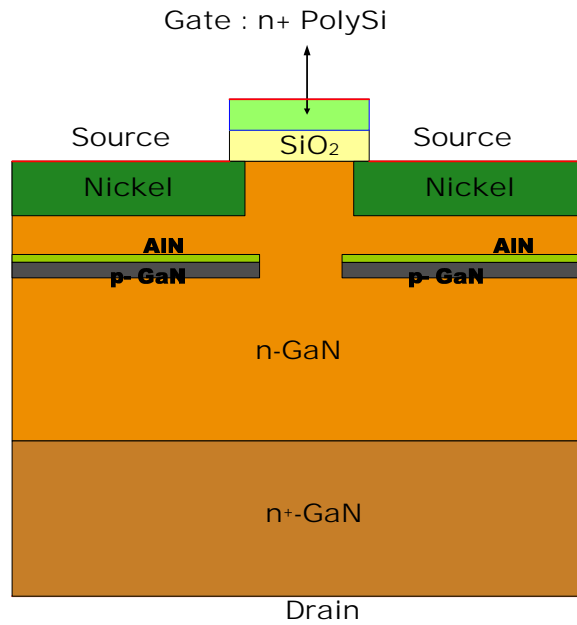 Gate : n+ PolySi
Source
Source
SiO₂
Nickel
Nickel
AlN
AlN
p- GaN
p- GaN
n-GaN
n⁺-GaN
Drain